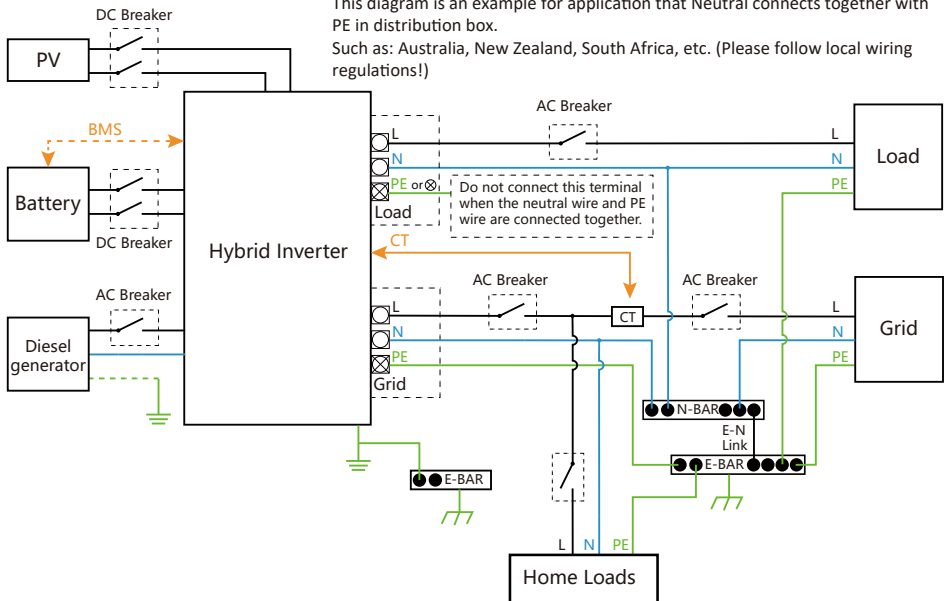 This diagram is an example for application that Neutral connects together with
PE in distribution box.
Such as: Australia, New Zealand, South Africa, etc. (Please follow local wiring
regulations!)
DC Breaker
PV
AC Breaker
BMS
L
N
PE or
Load
Do not connect this terminal
when the neutral wire and PE
wire are connected together.
L
N
PE
Load
Battery
DC Breaker
Hybrid Inverter
CT
AC Breaker
AC Breaker
AC Breaker
L
N
PE
Grid
CT
L
N
PE
Grid
Diesel
generator
N-BAR
E-N
Link
E-BAR
E-BAR
L
N
PE
Home Loads